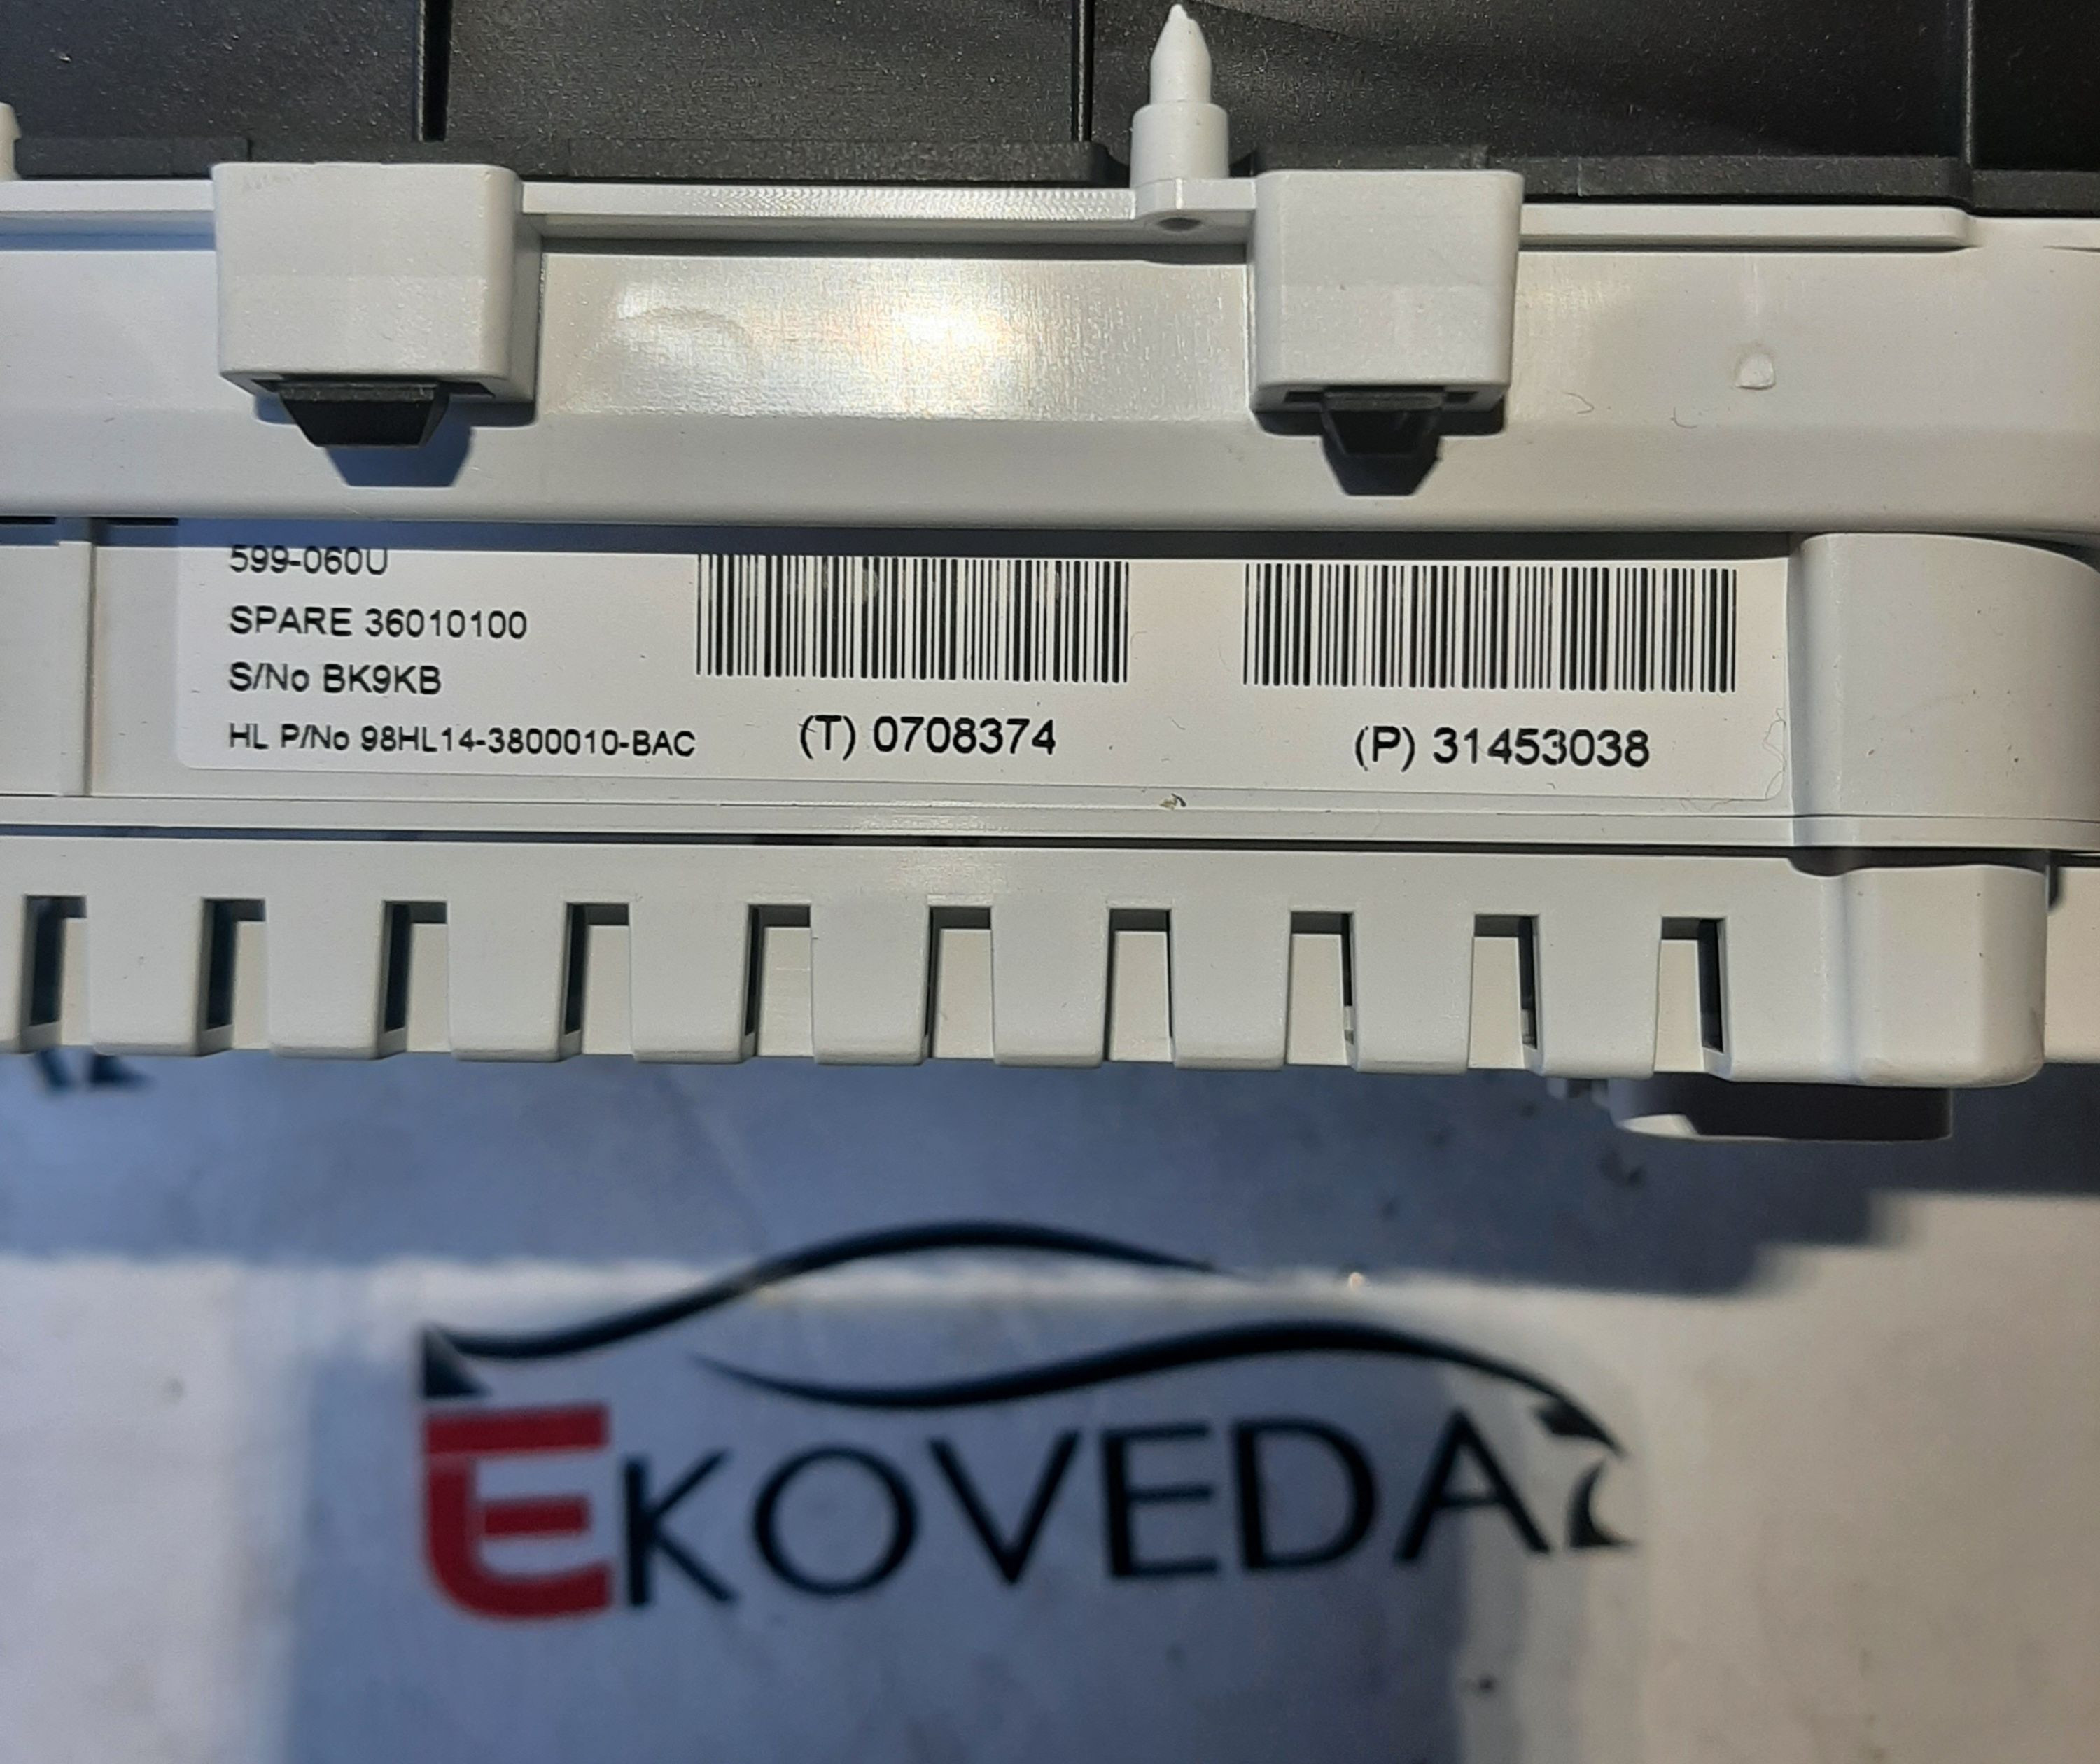 599-060U
SPARE 36010100
S/No BK9KB
HL P/No 98HL14-3800010-BAC
(T) 0708374
(P) 31453038
EKOVEDA